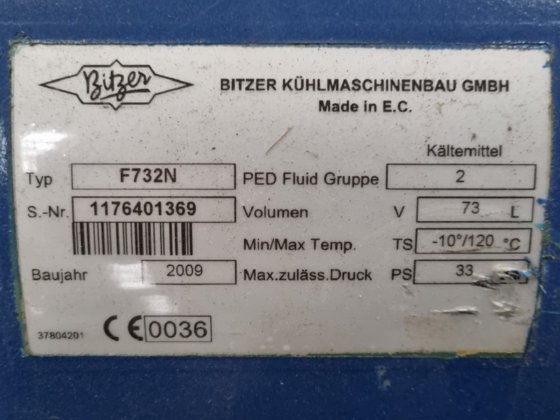 Bitzer
BITZER KÜHLMASCHINENBAU GMBH
Made in E.C.
Kältemittel
Typ F732N PED Fluid Gruppe 2
S.-Nr. 1176401369 Volumen V 73 L
Min/Max Temp. TS -10°/120 °C
Baujahr 2009 Max.zuläss.Druck PS 33
37804201 CE 0036